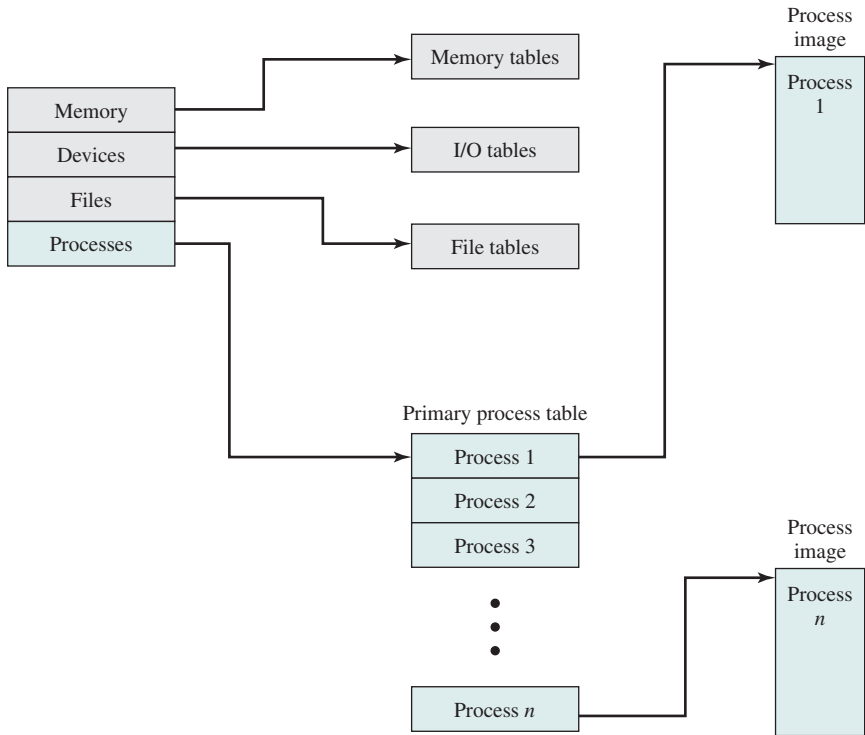 Process
image
Memory tables
Process
1
Memory
Devices
I/O tables
Files
Processes
File tables
Primary process table
Process 1
Process 2
Process 3
Process
image
Process
n
Process n